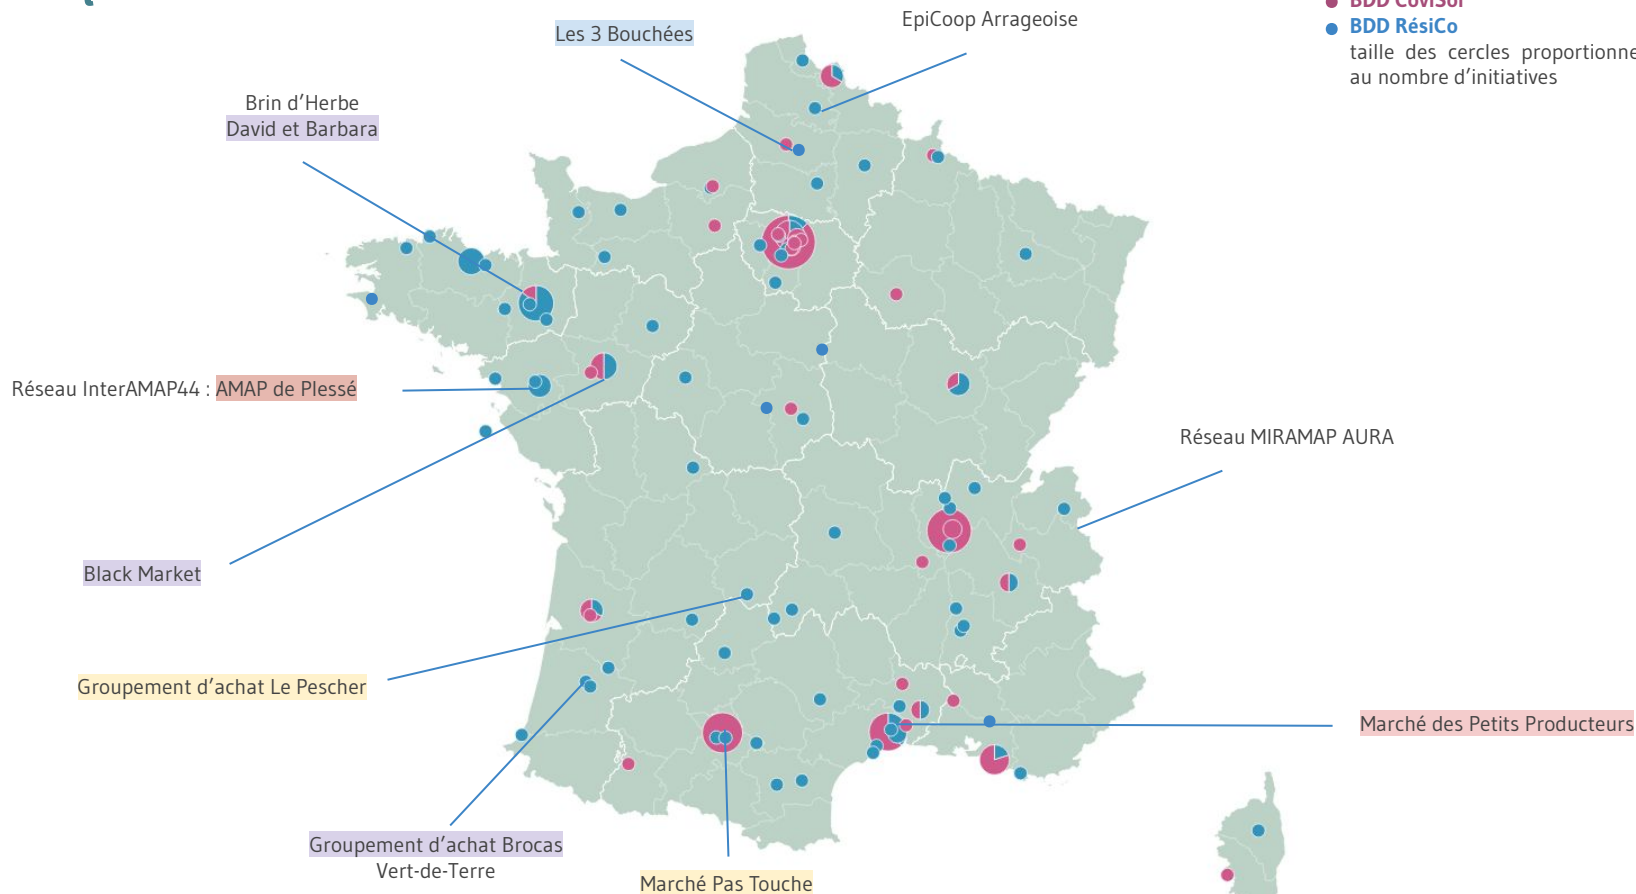 BDD CoviSol
EpiCoop Arrageoise
BDD RésiCo
Les 3 Bouchées
taille des cercles proportionne
au nombre d'initiatives
Brin d'Herbe
David et Barbara
Réseau InterAMAP44 : AMAP de Plessé
Réseau MIRAMAP AURA
Black Market
Groupement d'achat Le Pescher
Marché des Petits Producteurs
Groupement d'achat Brocas
Vert-de-Terre
Marché Pas Touche